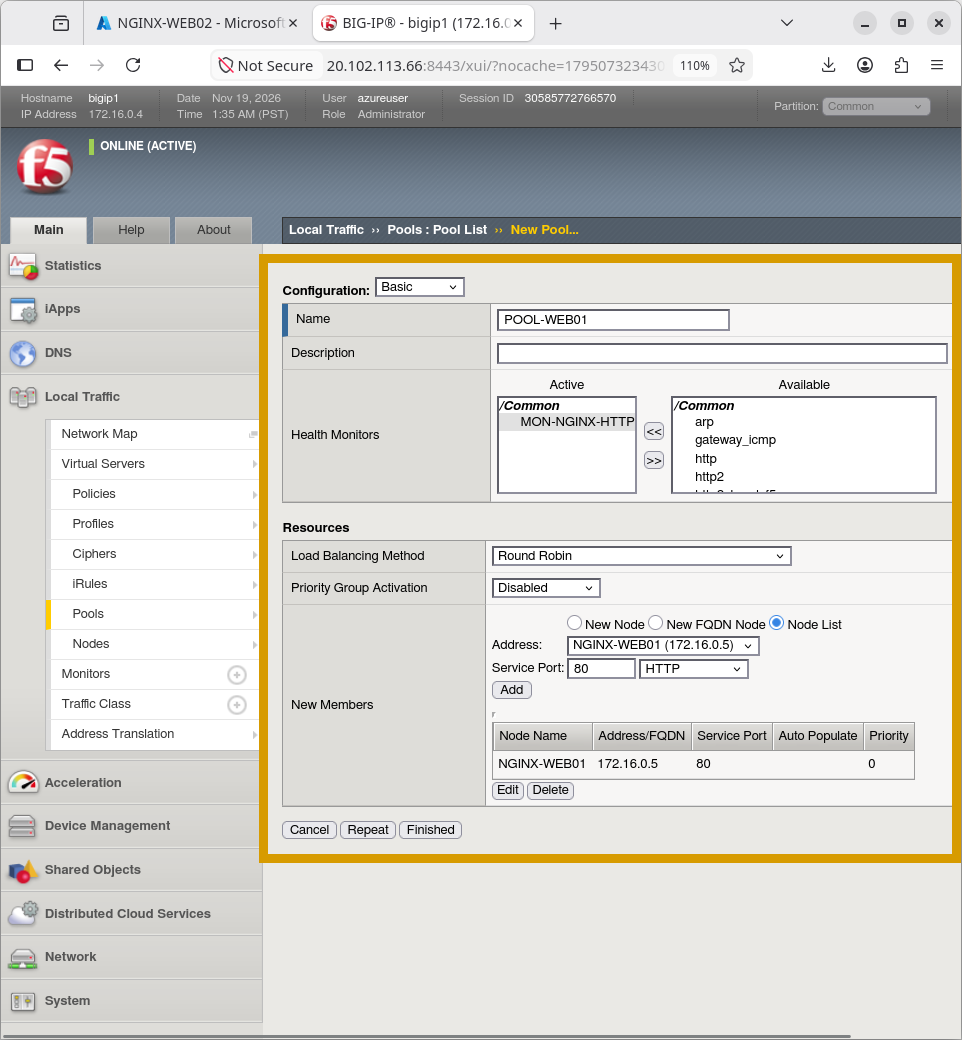 NGINX-WEB02 - Microsoft
BIG-IP® - bigip1 (172.16.0
Not Secure 20.102.113.66:8443/xui/?nocache=1795073234430 110%
Hostname bigip1 Date Nov 19, 2026 User azureuser Session ID 30585772766570
IP Address 172.16.0.4 Time 1:35 AM (PST) Role Administrator
Partition: Common
ONLINE (ACTIVE)
f5
Main Help About
Local Traffic ›› Pools : Pool List ›› New Pool...
Statistics
iApps
DNS
Local Traffic
Network Map
Virtual Servers
Policies
Profiles
Ciphers
iRules
Pools
Nodes
Monitors
Traffic Class
Address Translation
Acceleration
Device Management
Shared Objects
Distributed Cloud Services
Network
System
Configuration: Basic
Name POOL-WEB01
Description
Health Monitors
Active Available
/Common
MON-NGINX-HTTP
<<
>>
/Common
arp
gateway_icmp
http
http2
Resources
Load Balancing Method Round Robin
Priority Group Activation Disabled
New Members
New Node New FQDN Node Node List
Address: NGINX-WEB01 (172.16.0.5)
Service Port: 80 HTTP
Add
Node Name Address/FQDN Service Port Auto Populate Priority
NGINX-WEB01 172.16.0.5 80 0
Edit Delete
Cancel Repeat Finished